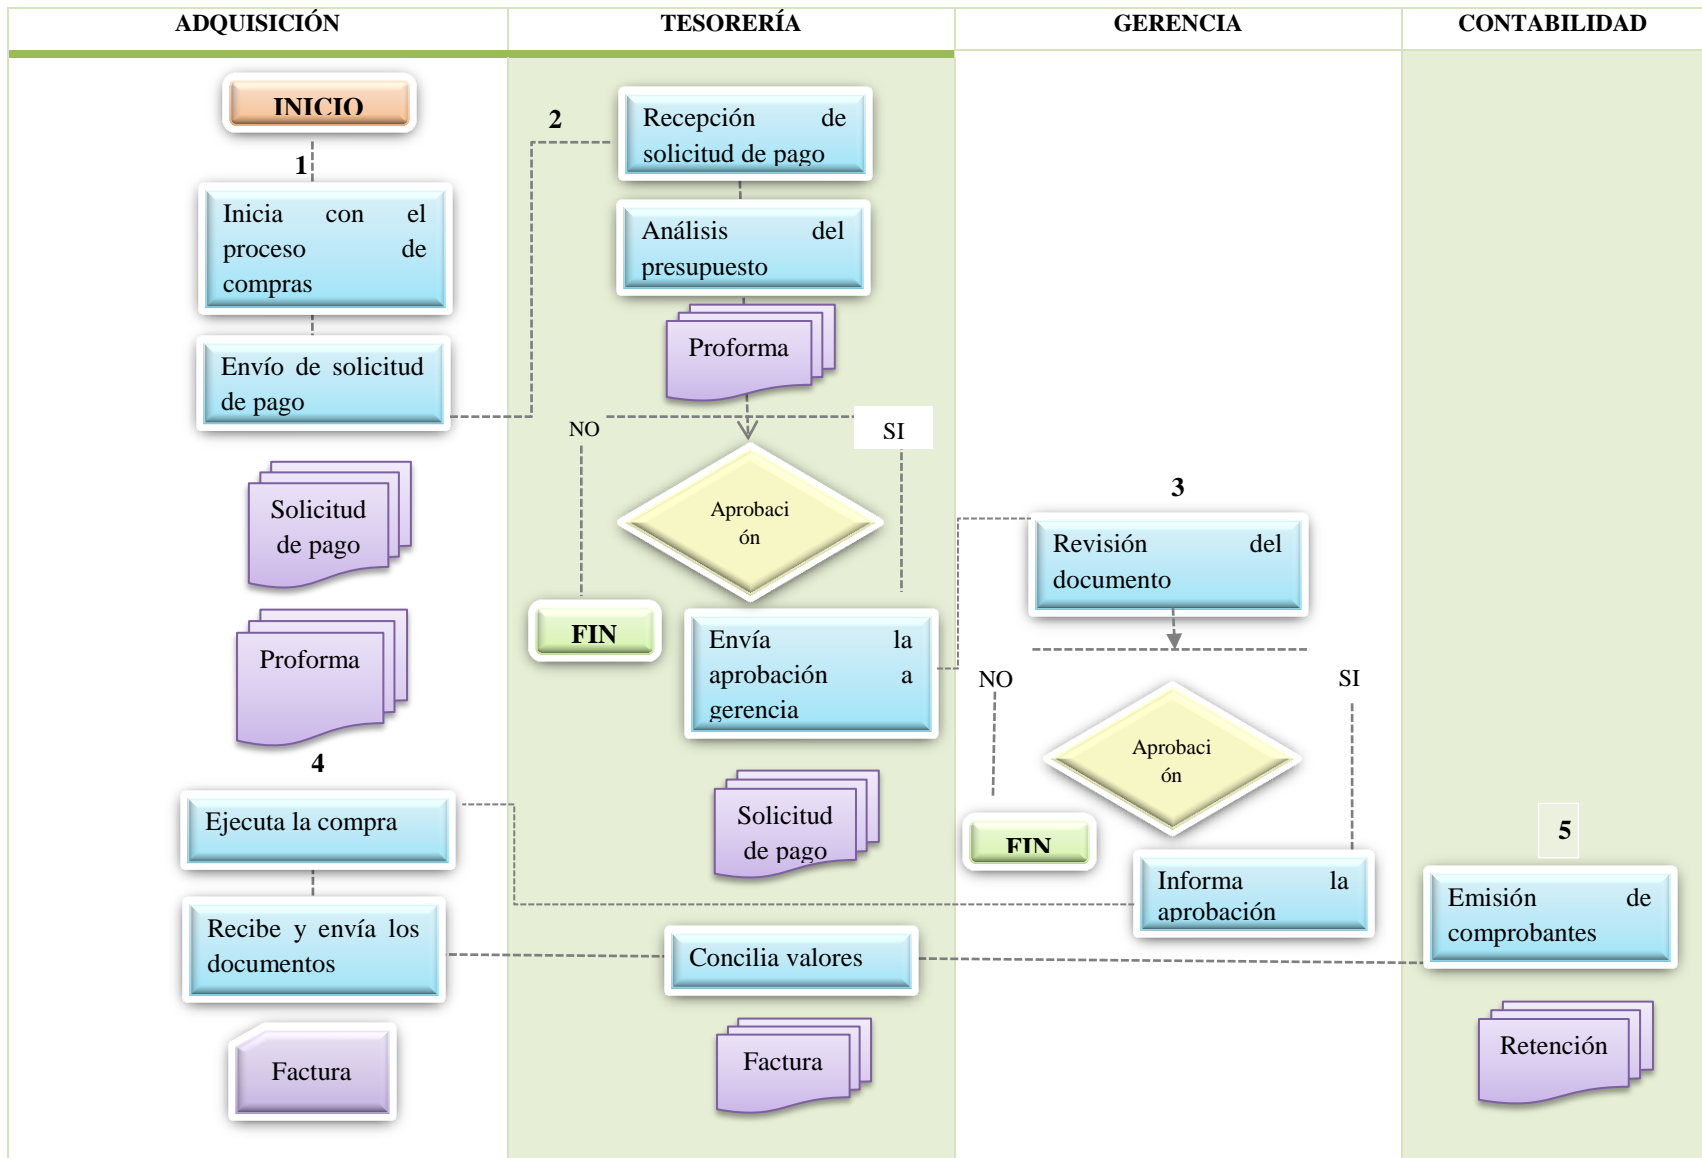 ADQUISICIÓN
TESORERÍA
GERENCIA
CONTABILIDAD
INICIO
1
Inicia con el
proceso de
compras
Envío de solicitud
de pago
Solicitud
de pago
Proforma
4
Ejecuta la compra
Recibe y envía los
documentos
Factura
2
Recepción de
solicitud de pago
Análisis del
presupuesto
Proforma
NO
SI
Aprobaci
ón
FIN
Envía la
aprobación a
gerencia
Solicitud
de pago
Concilia valores
Factura
3
Revisión del
documento
NO
SI
Aprobaci
ón
FIN
Informa la
aprobación
5
Emisión de
comprobantes
Retención